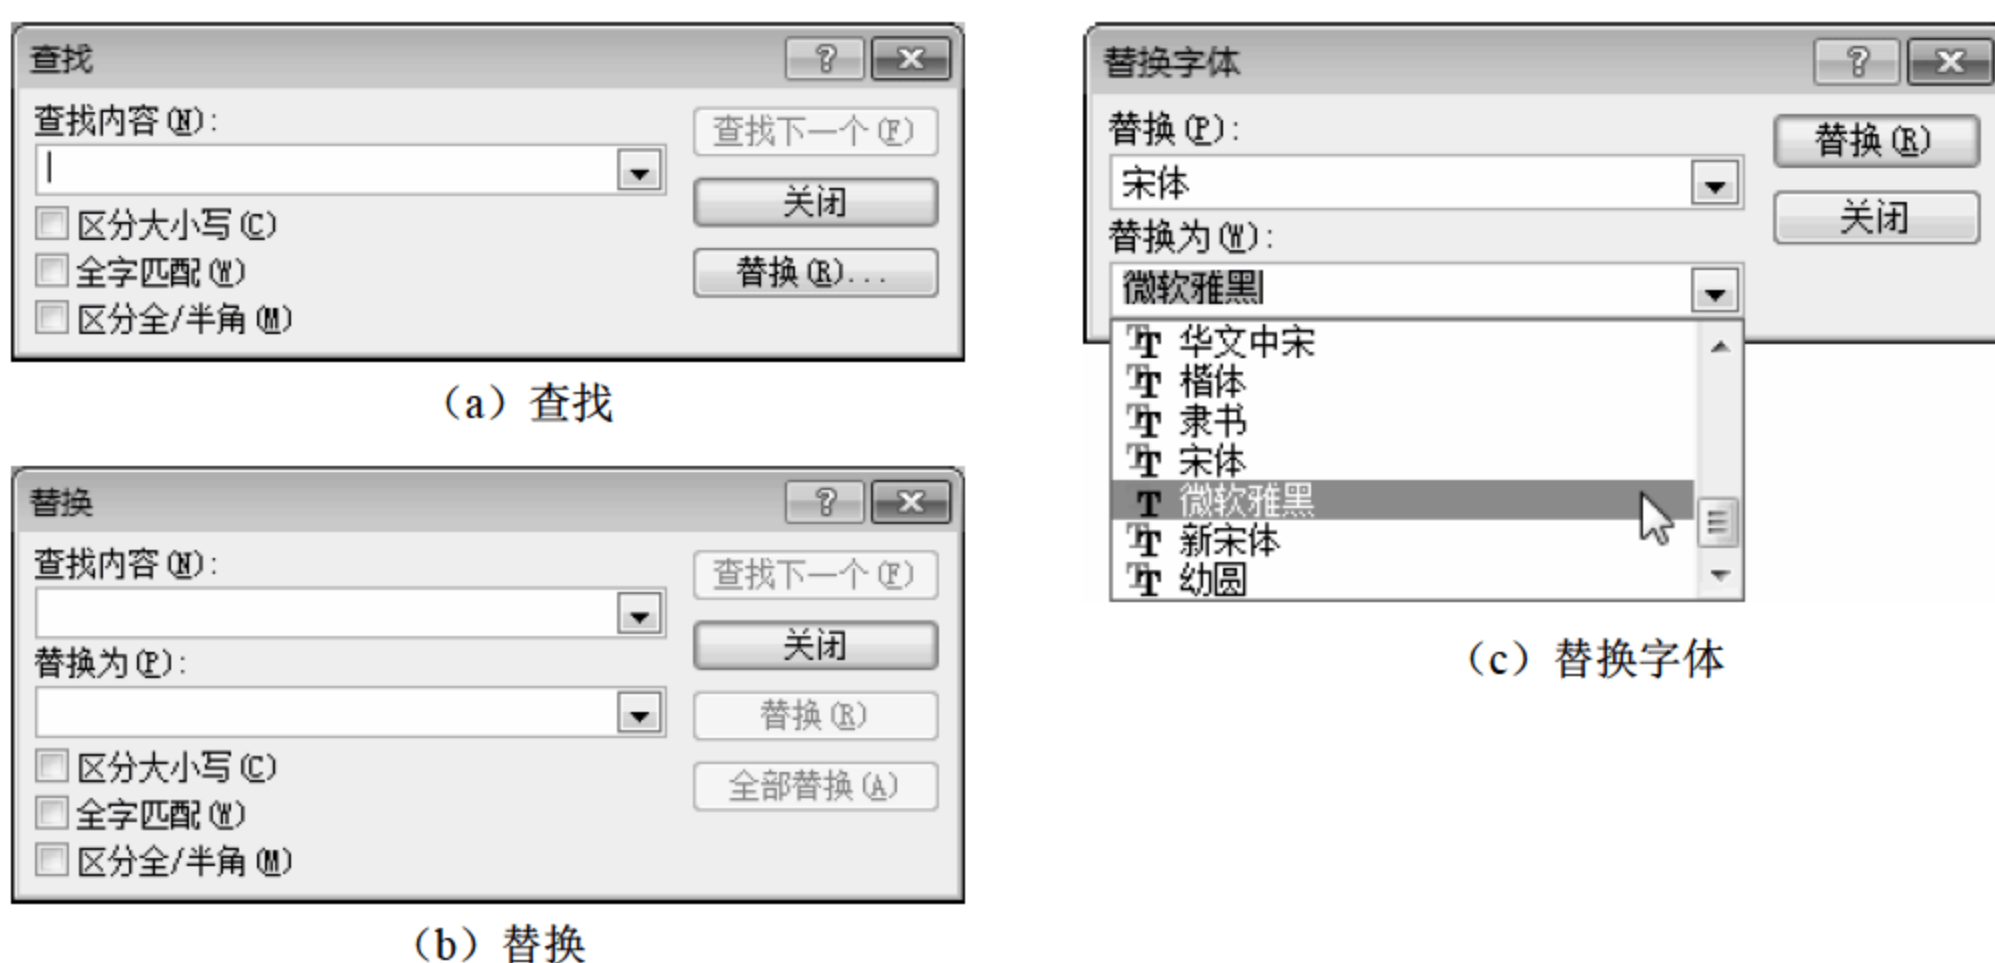 查找
查找内容(N):
查找下一个(F)
关闭
区分大小写(C)
全字匹配(W)
替换(R)...
区分全/半角(M)
(a) 查找
替换
查找内容(N):
查找下一个(F)
关闭
替换为(P):
替换(R)
区分大小写(C)
全部替换(A)
全字匹配(W)
区分全/半角(M)
(b) 替换
替换字体
替换(P):
替换(R)
宋体
关闭
替换为(W):
微软雅黑
华文中宋
楷体
隶书
宋体
微软雅黑
新宋体
幼圆
(c) 替换字体